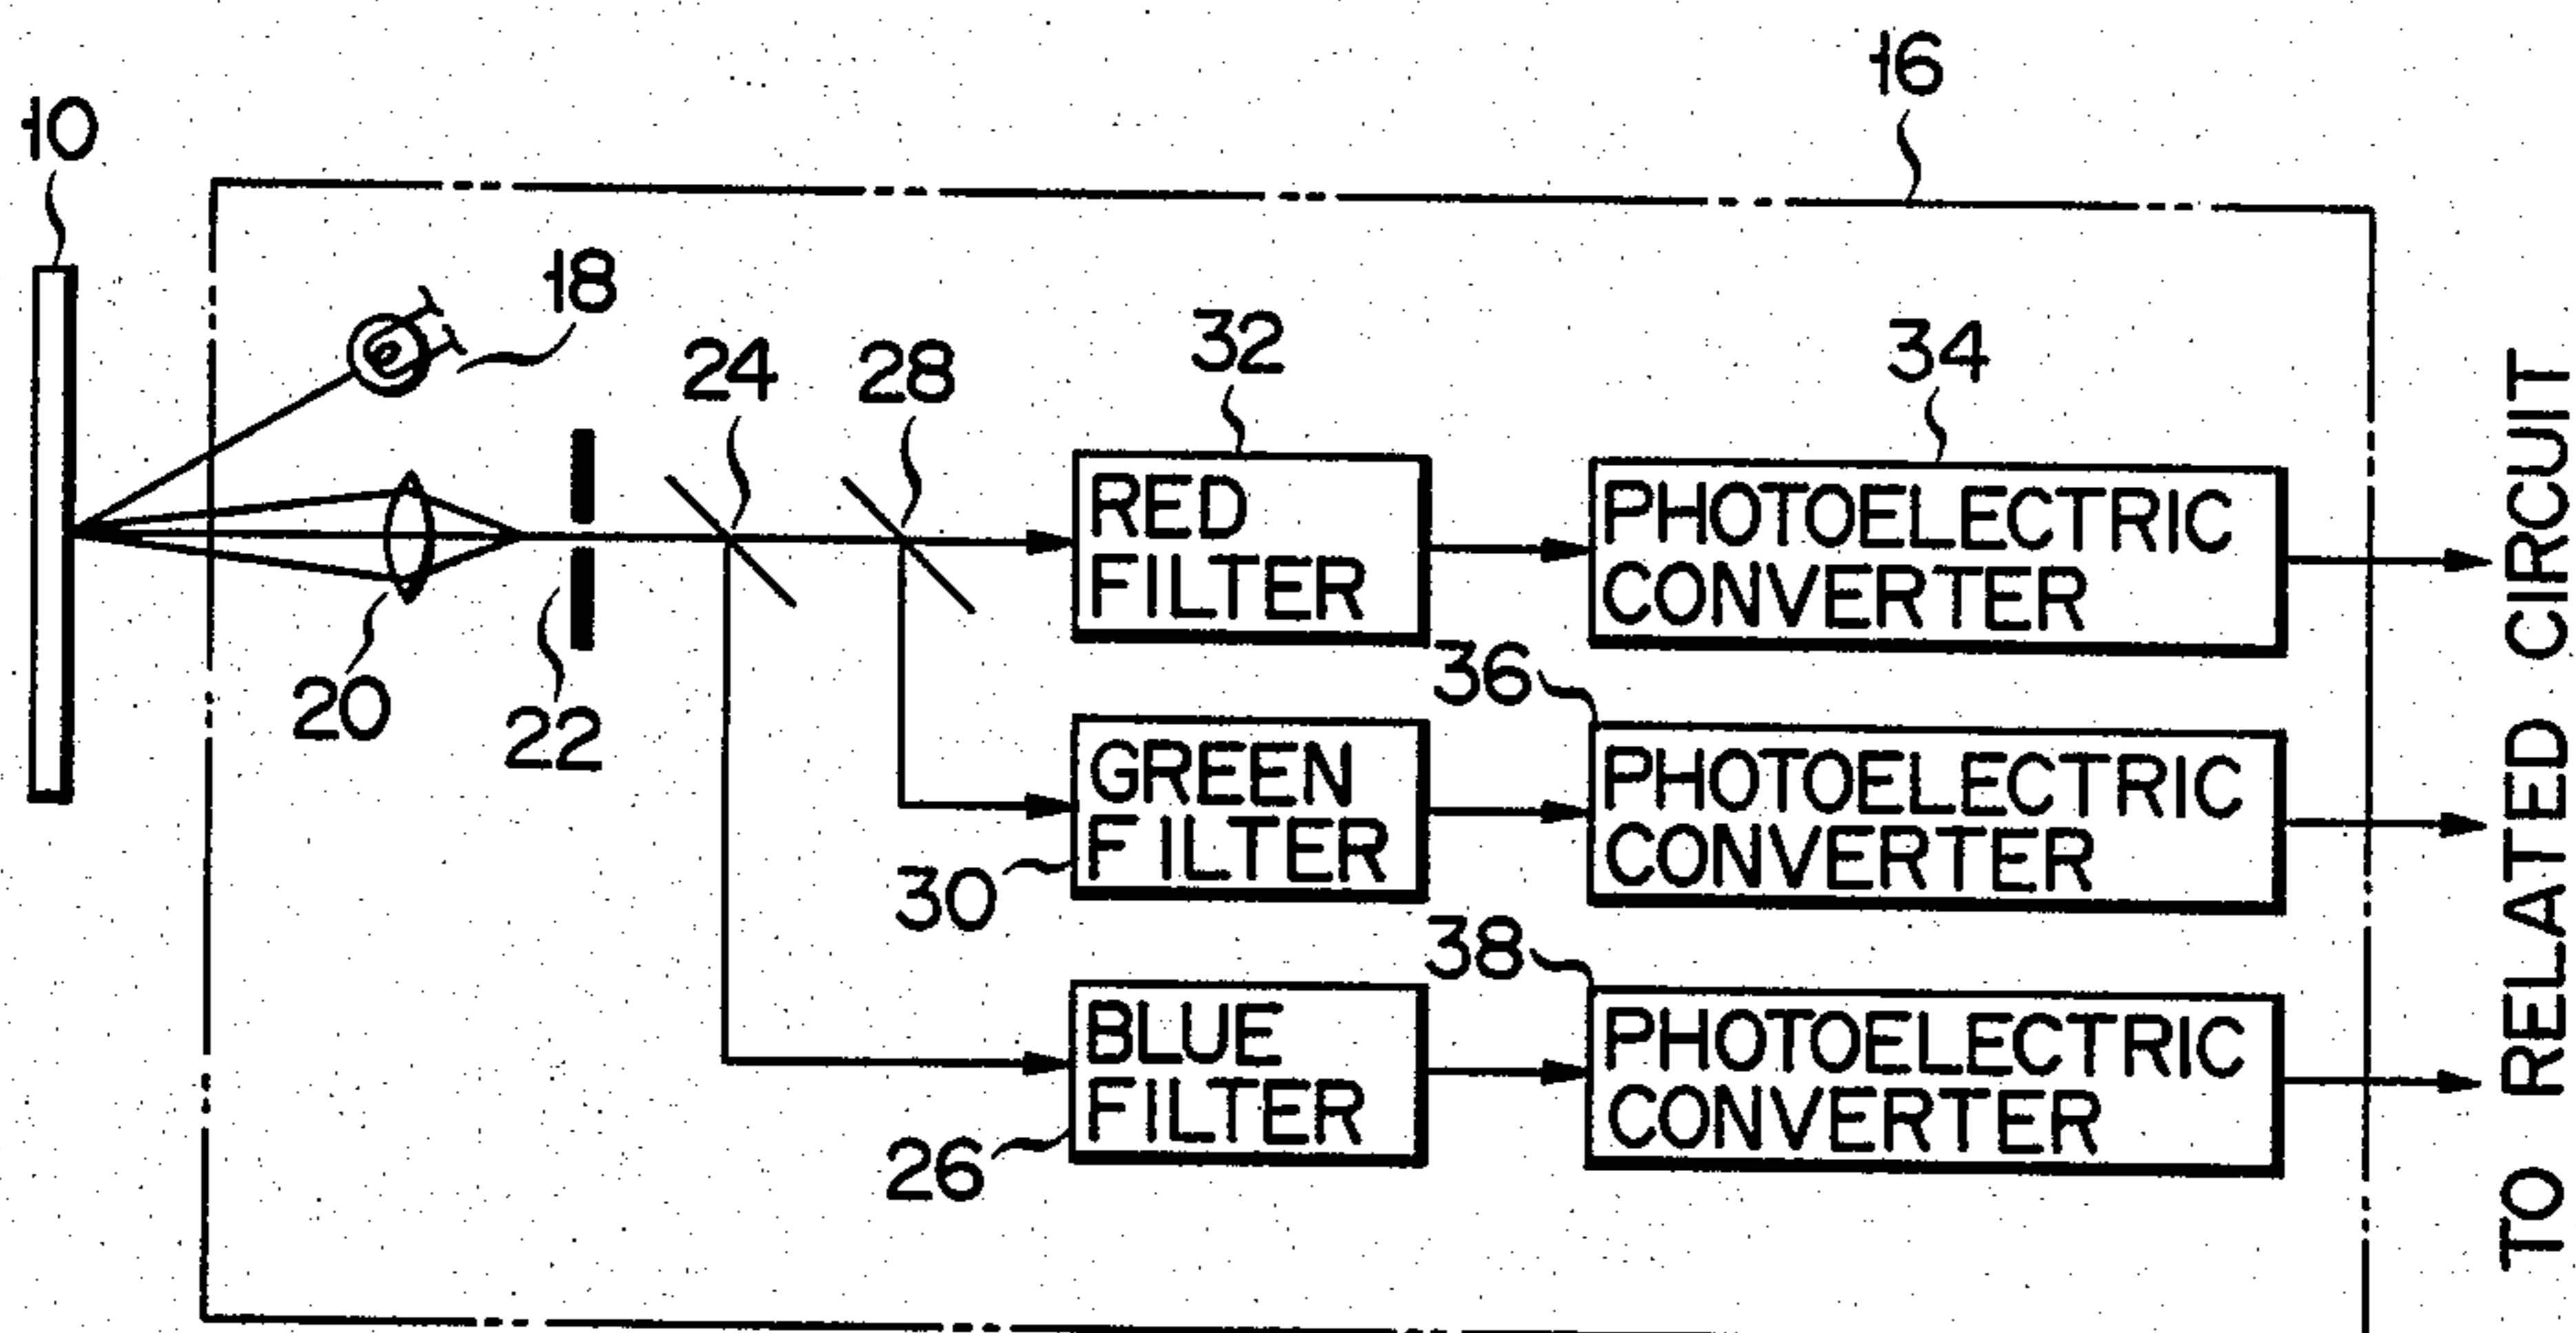 16
10
18
24
28
32
34
RED
FILTER
PHOTOELECTRIC
CONVERTER
20
22
36
GREEN
FILTER
30
PHOTOELECTRIC
CONVERTER
38
BLUE
FILTER
26
PHOTOELECTRIC
CONVERTER
TO RELATED CIRCUIT